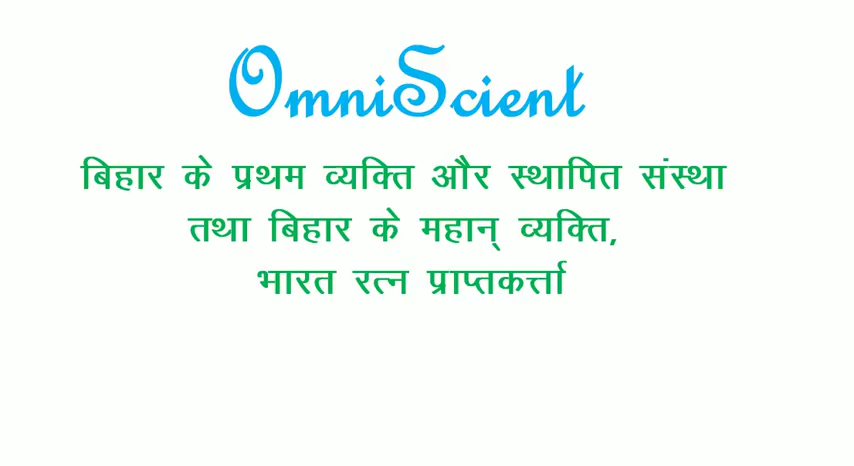 OmniScient
बिहार के प्रथम व्यक्ति और स्थापित संस्था
तथा बिहार के महान् व्यक्ति,
भारत रत्न प्राप्तकर्त्ता